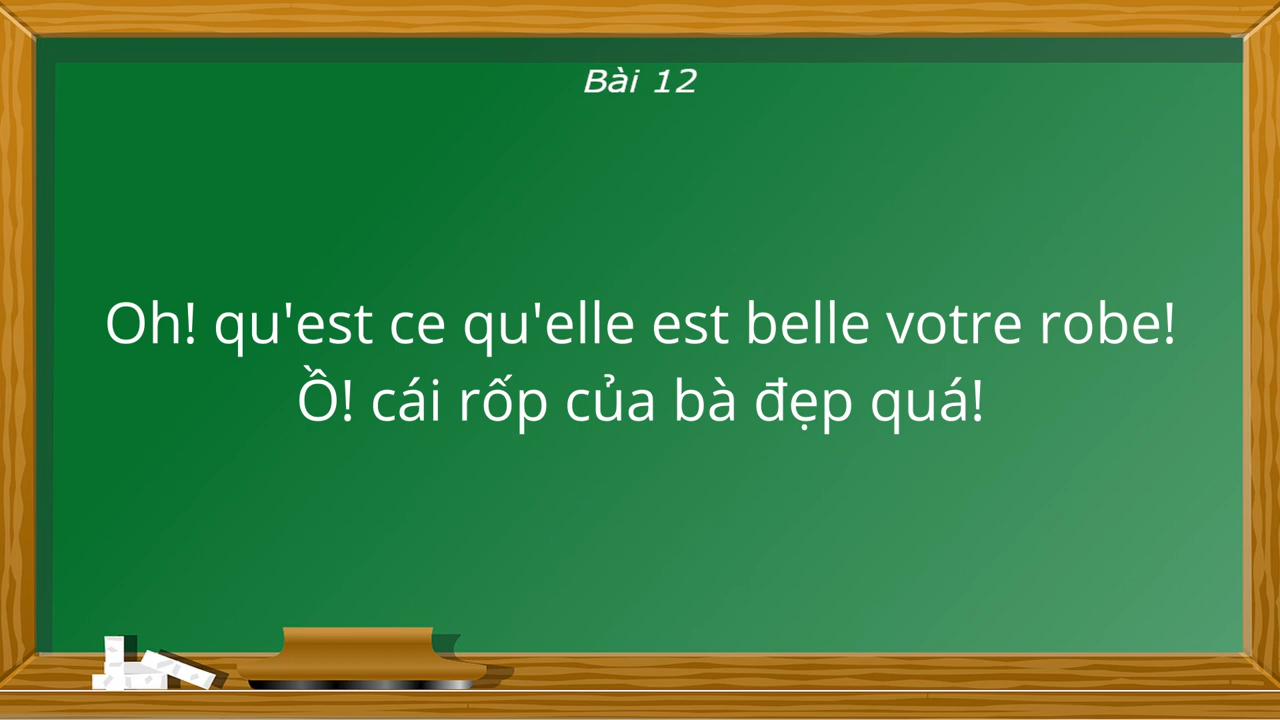 Bài 12
Oh! qu'est ce qu'elle est belle votre robe!
Ồ! cái rốp của bà đẹp quá!